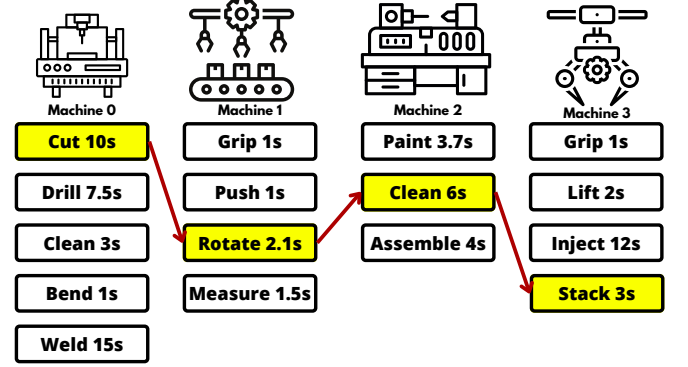 Machine 0
Machine 1
Machine 2
Machine 3
Cut 10s
Grip 1s
Paint 3.7s
Grip 1s
Drill 7.5s
Push 1s
Clean 6s
Lift 2s
Clean 3s
Rotate 2.1s
Assemble 4s
Inject 12s
Bend 1s
Measure 1.5s
Stack 3s
Weld 15s